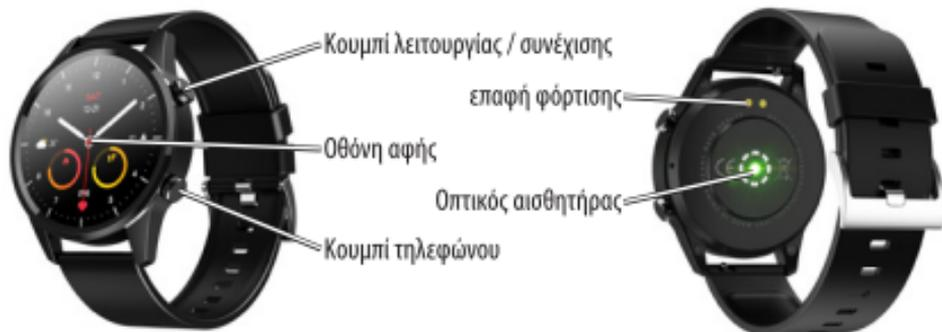 Κουμπί λειτουργίας / συνέχισης
επαφή φόρτισης
Οθόνη αφής
Οπτικός αισθητήρας
Κουμπί τηλεφώνου